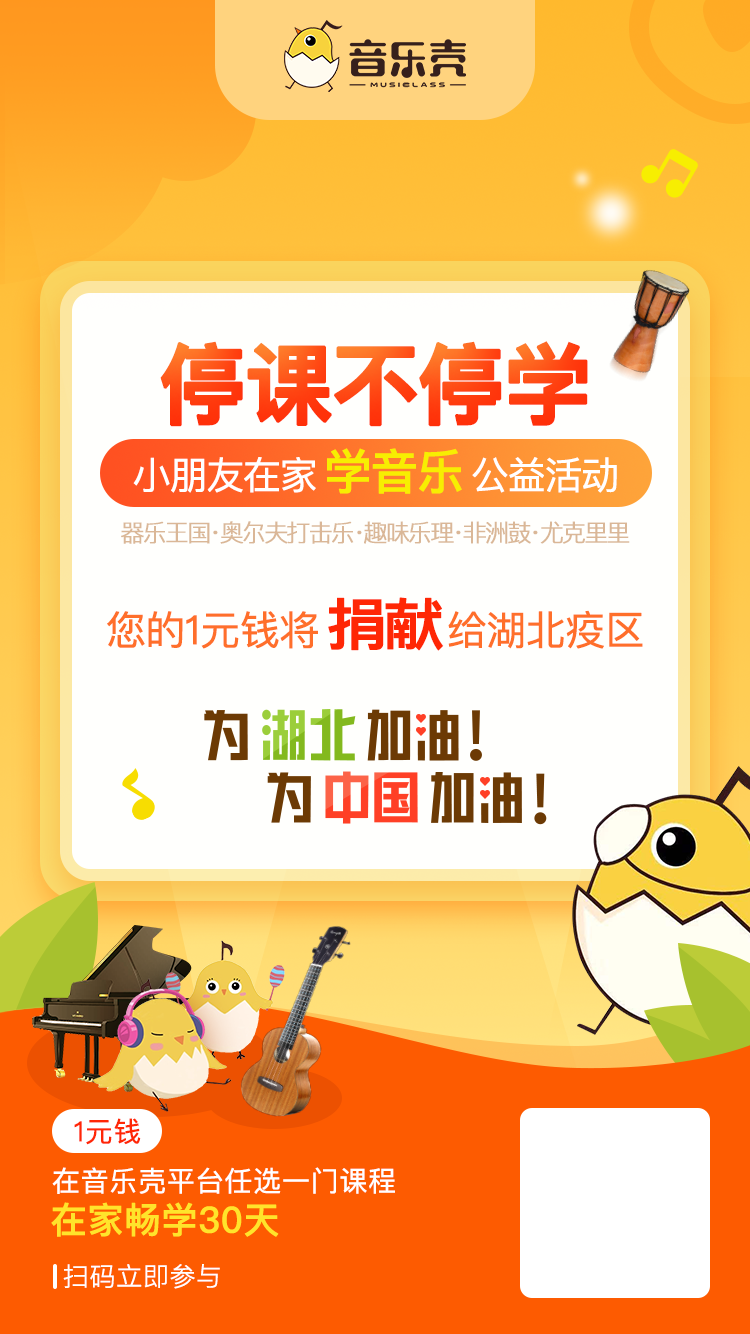 音乐壳
MUSICLASS
停课不停学
小朋友在家学音乐公益活动
器乐王国·奥尔夫打击乐·趣味乐理·非洲鼓·尤克里里
您的1元钱将捐献给湖北疫区
为湖北加油！
为中国加油！
1元钱
在音乐壳平台任选一门课程
在家畅学30天
扫码立即参与